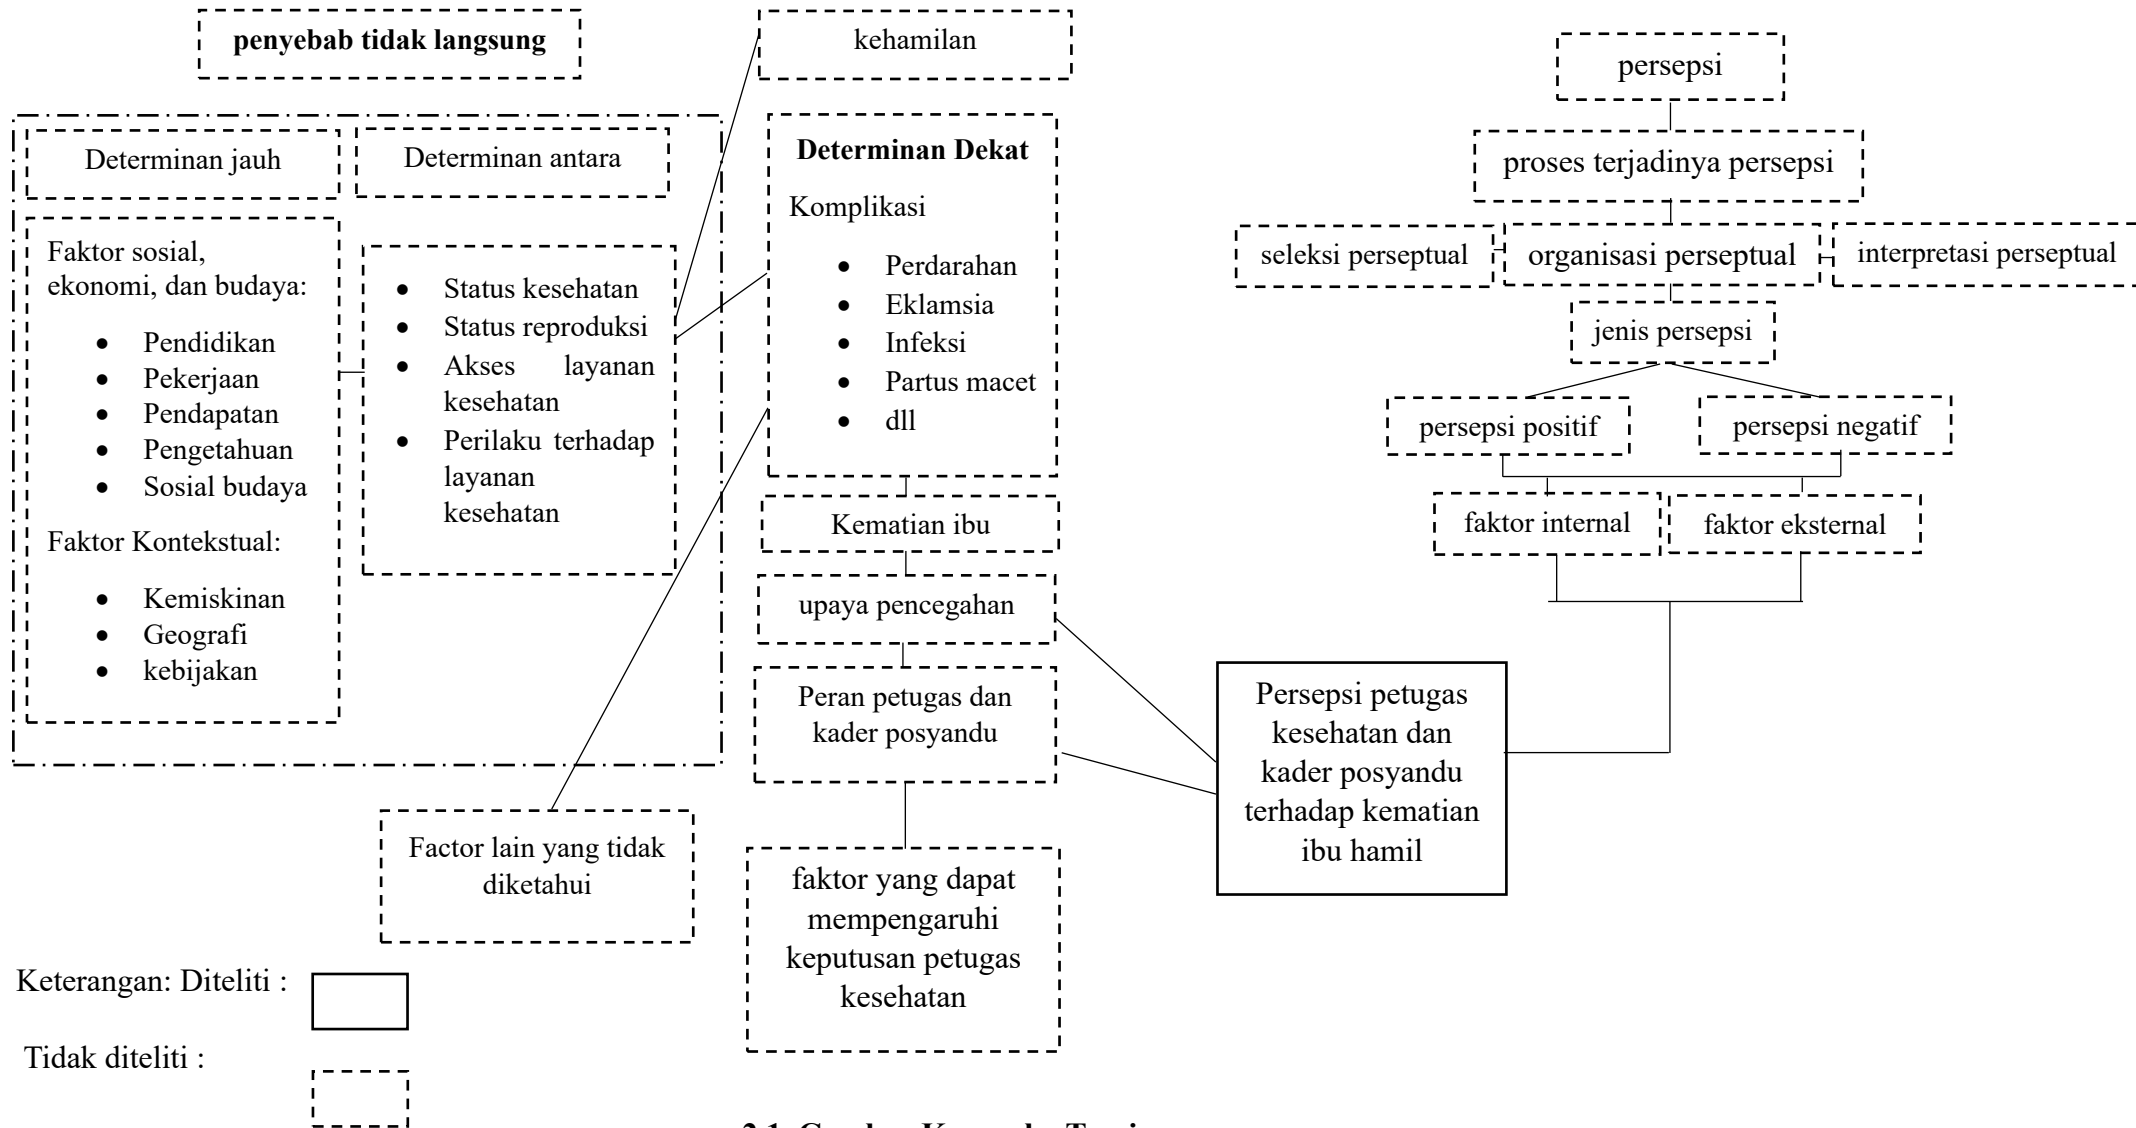 penyebab tidak langsung
kehamilan
Determinan jauh
Determinan antara
Faktor sosial,
ekonomi, dan budaya:
• Pendidikan
• Pekerjaan
• Pendapatan
• Pengetahuan
• Sosial budaya
Faktor Kontekstual:
• Kemiskinan
• Geografi
• kebijakan
• Status kesehatan
• Status reproduksi
• Akses layanan
kesehatan
• Perilaku terhadap
layanan
kesehatan
Determinan Dekat
Komplikasi
• Perdarahan
• Eklamsia
• Infeksi
• Partus macet
• dll
Kematian ibu
upaya pencegahan
Peran petugas dan
kader posyandu
faktor yang dapat
mempengaruhi
keputusan petugas
kesehatan
Factor lain yang tidak
diketahui
persepsi
proses terjadinya persepsi
seleksi perseptual
organisasi perseptual
interpretasi perseptual
jenis persepsi
persepsi positif
persepsi negatif
faktor internal
faktor eksternal
Persepsi petugas
kesehatan dan
kader posyandu
terhadap kematian
ibu hamil
Keterangan: Diteliti :
Tidak diteliti :